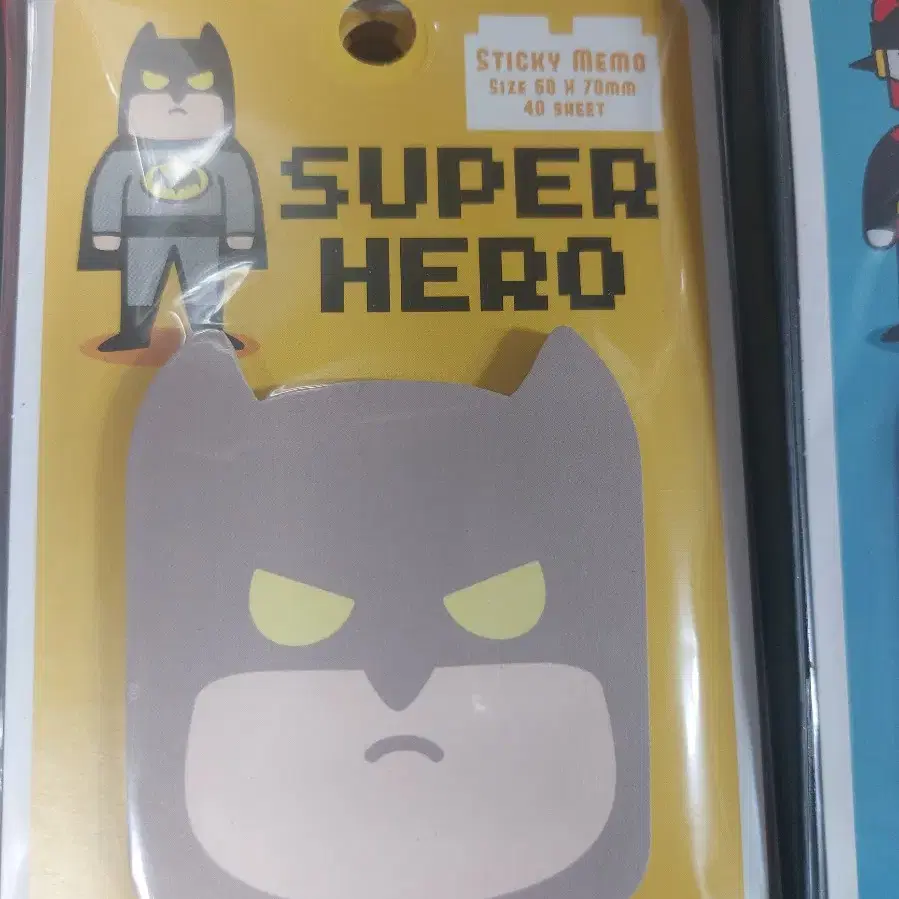 STICKY MEMO
SIZE 60 X 70MM
40 SHEET
SUPER
HERO